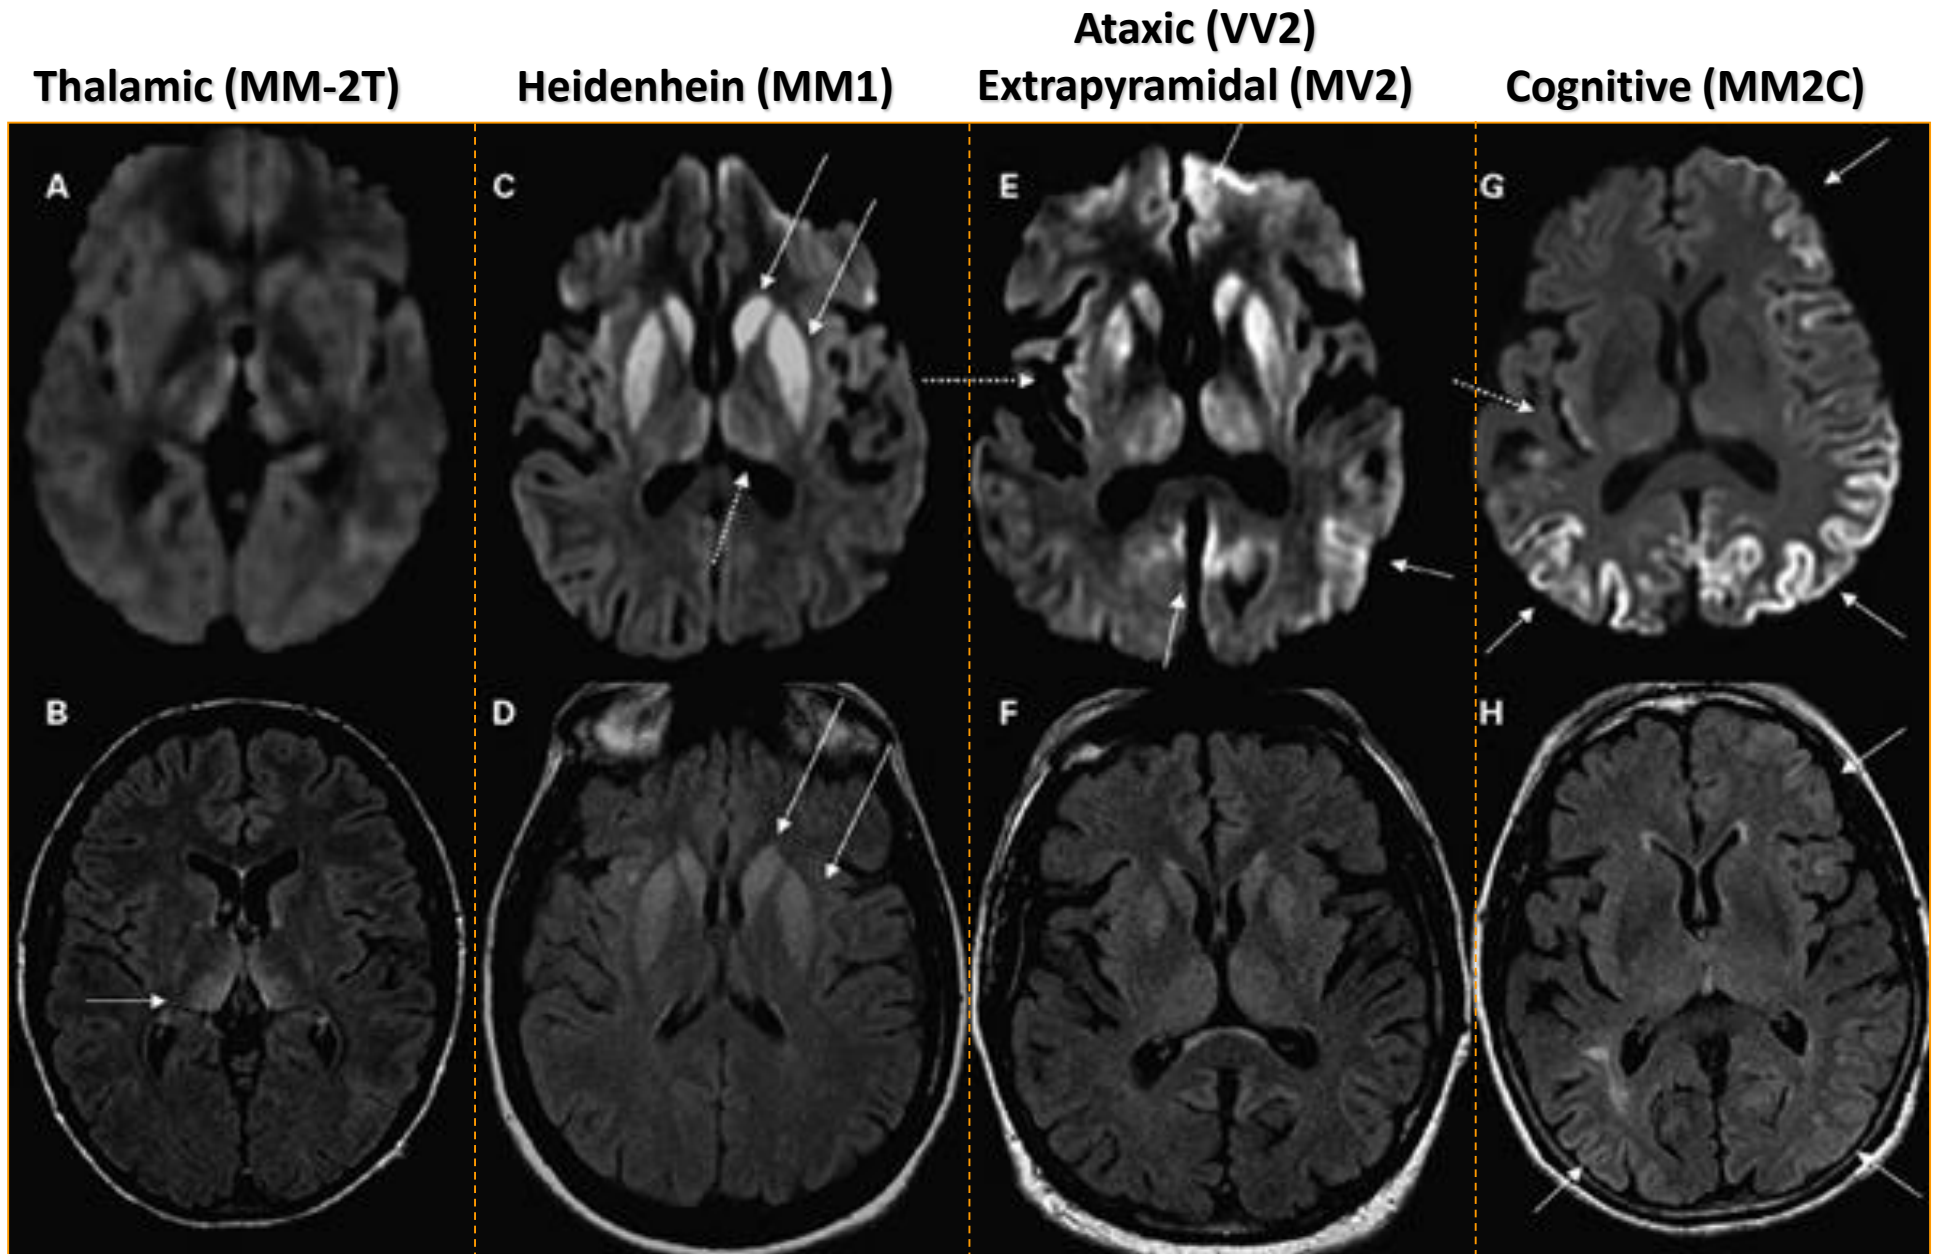 Ataxic (VV2)
Thalamic (MM-2T)
Heidenhein (MM1)
Extrapyramidal (MV2)
Cognitive (MM2C)
A
C
E
G
B
D
F
H